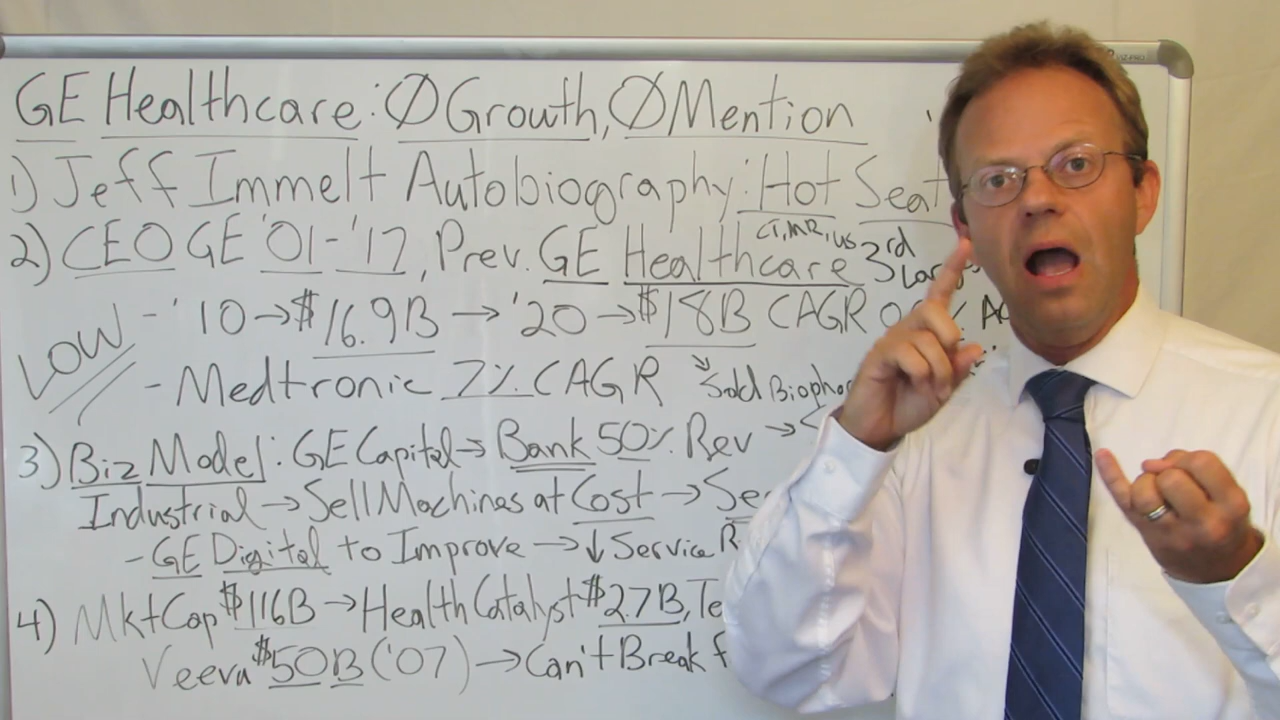 GE Healthcare: ØGrowth, ØMention
1) Jeff Immelt Autobiography: Hot Seat
CT, MR, US
2) CEO GE '01-'17, Prev. GE Healthcare 3rd
LOW - '10→$16.9B → '20→$18B CAGR
- Medtronic 7% CAGR Sold
3) Biz Model: GE Capital→Bank 50% Rev →
Industrial→Sell Machines at Cost →
- GE Digital to Improve →↓Service
4) MktCap $116B →Health Catalyst $2.7B,
Veeva $50B ('07) →Can't Break